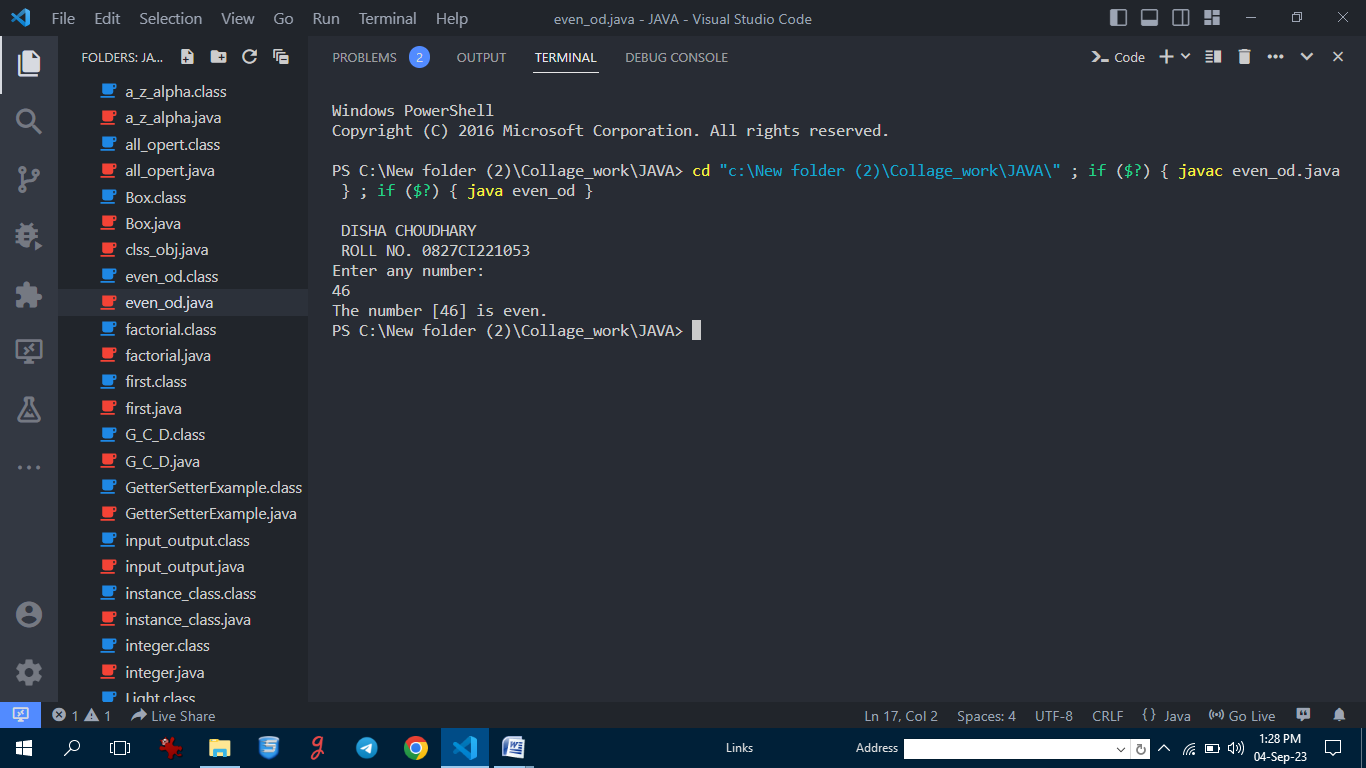 File Edit Selection View Go Run Terminal Help even_od.java - JAVA - Visual Studio Code
FOLDERS: JA...
a_z_alpha.class
a_z_alpha.java
all_opert.class
all_opert.java
Box.class
Box.java
clss_obj.java
even_od.class
even_od.java
factorial.class
factorial.java
first.class
first.java
G_C_D.class
G_C_D.java
GetterSetterExample.class
GetterSetterExample.java
input_output.class
input_output.java
instance_class.class
instance_class.java
integer.class
integer.java
Light.class
PROBLEMS 2 OUTPUT TERMINAL DEBUG CONSOLE Code
Windows PowerShell
Copyright (C) 2016 Microsoft Corporation. All rights reserved.
PS C:\New folder (2)\Collage_work\JAVA> cd "c:\New folder (2)\Collage_work\JAVA\" ; if ($?) { javac even_od.java
} ; if ($?) { java even_od }
DISHA CHOUDHARY
ROLL NO. 0827CI221053
Enter any number:
46
The number [46] is even.
PS C:\New folder (2)\Collage_work\JAVA>
1 1 Live Share Ln 17, Col 2 Spaces: 4 UTF-8 CRLF {} Java Go Live
Links Address 1:28 PM
04-Sep-23